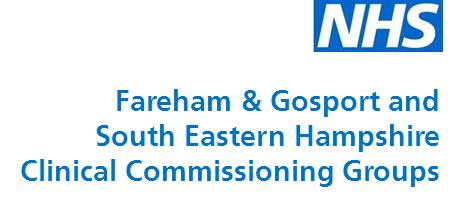 NHS
Fareham & Gosport and
South Eastern Hampshire
Clinical Commissioning Groups